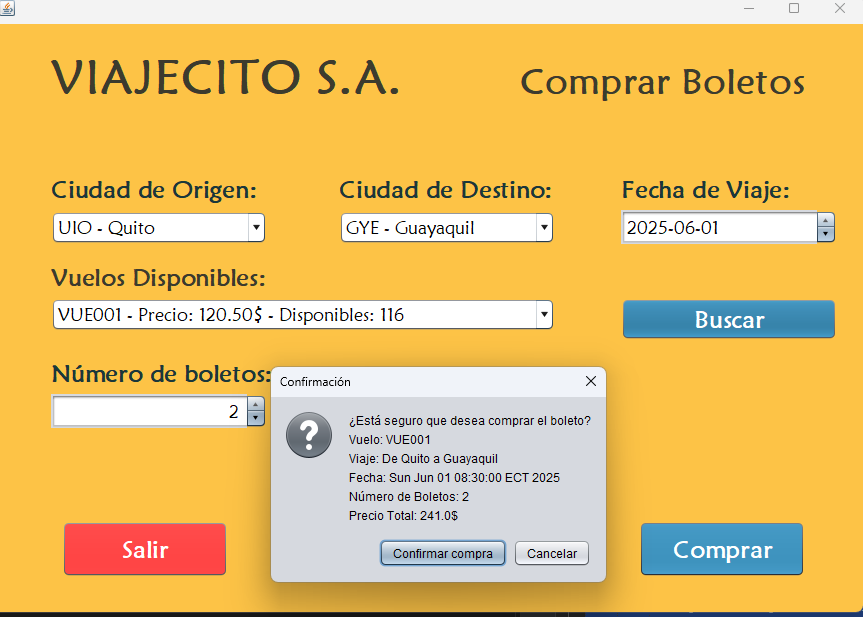 VIAJECITO S.A.
Comprar Boletos
Ciudad de Origen:
Ciudad de Destino:
Fecha de Viaje:
UIO - Quito
GYE - Guayaquil
2025-06-01
Vuelos Disponibles:
VUE001 - Precio: 120.50$ - Disponibles: 116
Buscar
Número de boletos:
2
Confirmación
¿Está seguro que desea comprar el boleto?
Vuelo: VUE001
Viaje: De Quito a Guayaquil
Fecha: Sun Jun 01 08:30:00 ECT 2025
Número de Boletos: 2
Precio Total: 241.0$
Confirmar compra
Cancelar
Salir
Comprar